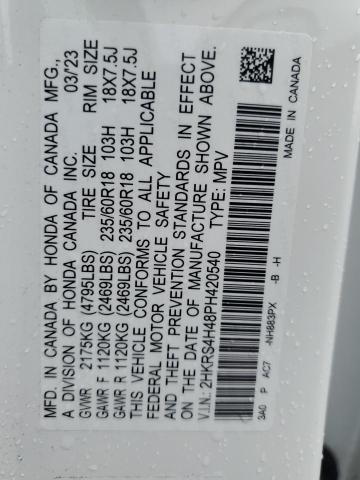 MFD. IN CANADA BY HONDA OF CANADA MFG.,
A DIVISION OF HONDA CANADA INC. 03/'23
GVWR 2175KG (4795LBS) TIRE SIZE RIM SIZE
GAWR F 1120KG (2469LBS) 235/60R18 103H 18X7.5J
GAWR R 1120KG (2469LBS) 235/60R18 103H 18X7.5J
THIS VEHICLE CONFORMS TO ALL APPLICABLE
FEDERAL MOTOR VEHICLE SAFETY
AND THEFT PREVENTION STANDARDS IN EFFECT
ON THE DATE OF MANUFACTURE SHOWN ABOVE.
V.I.N.: 2HKRS4H48PH420540 TYPE: MPV
3A0 P AC7 -NH883PX -B -H
MADE IN CANADA